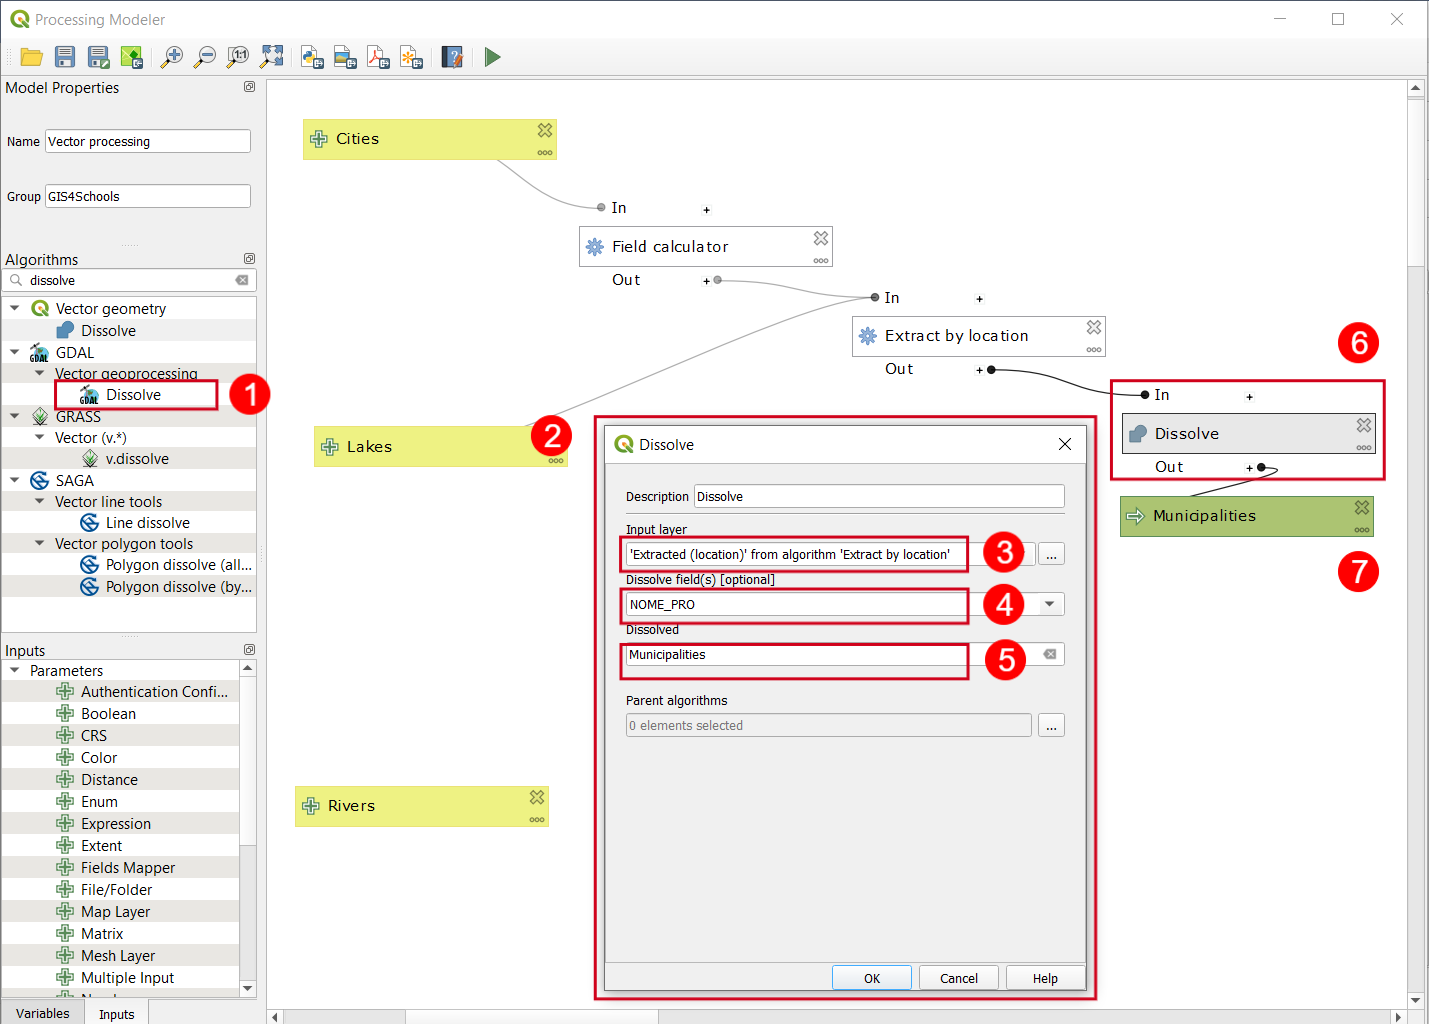 Processing Modeler
1:1
Model Properties
Name Vector processing
Group GIS4Schools
Algorithms
dissolve
Vector geometry
Dissolve
GDAL
GDAL
Vector geoprocessing
GDAL
Dissolve
1
GRASS
Vector (v.*)
v.dissolve
SAGA
Vector line tools
Line dissolve
Vector polygon tools
Polygon dissolve (all...
Polygon dissolve (by...
Inputs
Parameters
Authentication Confi...
Boolean
CRS
Color
Distance
Enum
Expression
Extent
Fields Mapper
File/Folder
Map Layer
Matrix
Mesh Layer
Multiple Input
Variables
Inputs
Cities
In +
Field calculator
Out +
In +
Extract by location
Out +
6
In +
Dissolve
Out +
Municipalities
7
Lakes
2
Rivers
Dissolve
Description Dissolve
Input layer
'Extracted (location)' from algorithm 'Extract by location'
3
...
Dissolve field(s) [optional]
NOME_PRO
4
Dissolved
Municipalities
5
Parent algorithms
0 elements selected
...
OK
Cancel
Help